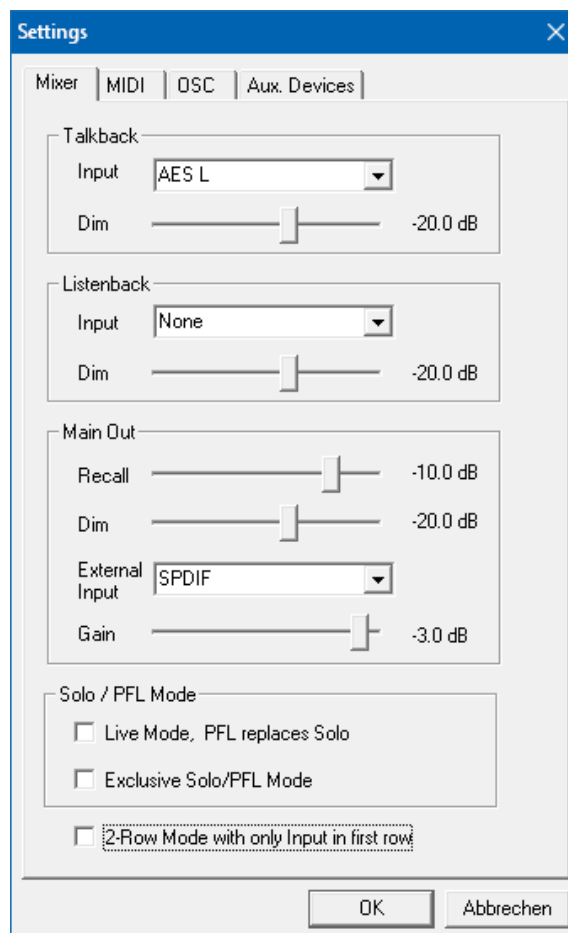 Settings
Mixer MIDI OSC Aux. Devices
Talkback
Input AES L
Dim -20.0 dB
Listenback
Input None
Dim -20.0 dB
Main Out
Recall -10.0 dB
Dim -20.0 dB
External
Input SPDIF
Gain -3.0 dB
Solo / PFL Mode
Live Mode, PFL replaces Solo
Exclusive Solo/PFL Mode
2-Row Mode with only Input in first row
OK Abbrechen